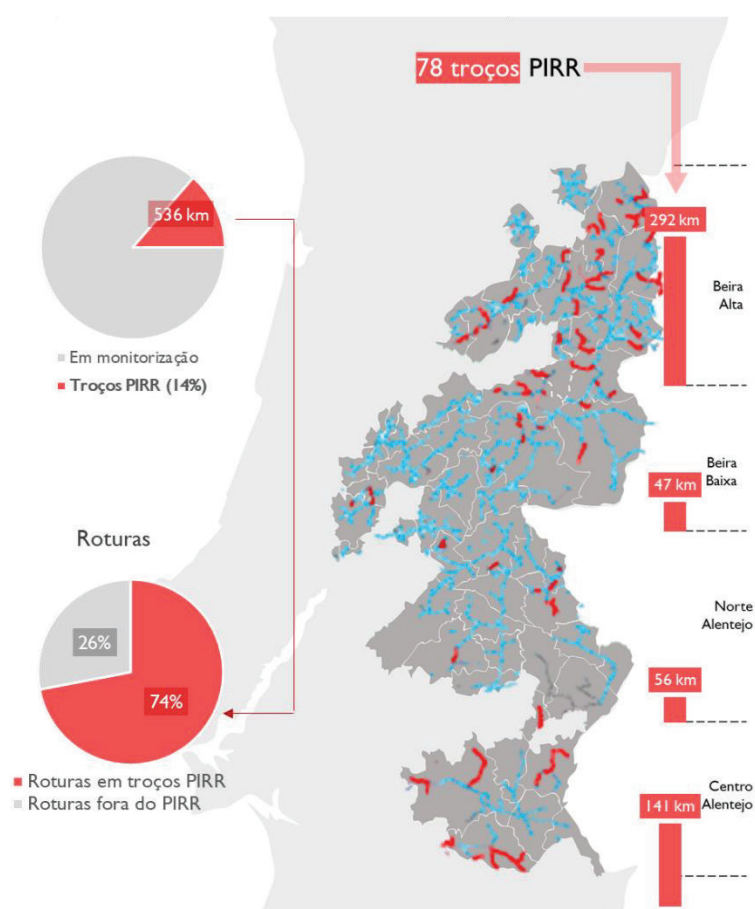 78 troços PIRR
536 km
292 km
Em monitorização
Troços PIRR (14%)
Beira
Alta
Beira
Baixa
47 km
Roturas
Norte
Alentejo
26%
74%
56 km
Roturas em troços PIRR
Roturas fora do PIRR
Centro
Alentejo
141 km